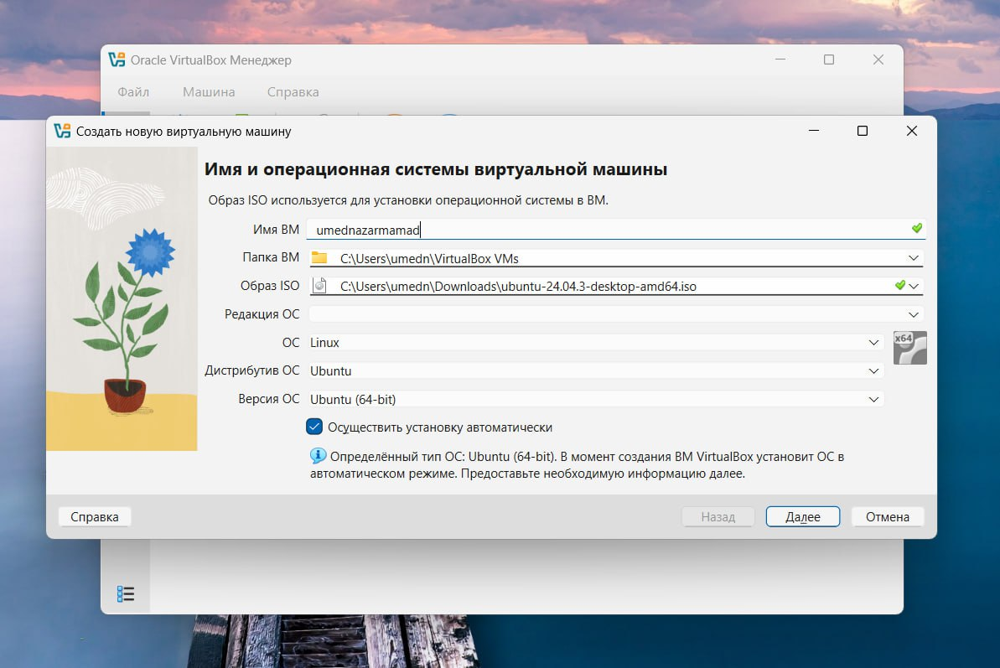 Oracle VirtualBox Менеджер
Файл Машина Справка
Создать новую виртуальную машину
Имя и операционная системы виртуальной машины
Образ ISO используется для установки операционной системы в ВМ.
Имя ВМ umednazarmamad
Папка ВМ C:\Users\umedn\VirtualBox VMs
Образ ISO C:\Users\umedn\Downloads\ubuntu-24.04.3-desktop-amd64.iso
Редакция ОС
ОС Linux
x64
Дистрибутив ОС Ubuntu
Версия ОС Ubuntu (64-bit)
Осуществить установку автоматически
Определённый тип ОС: Ubuntu (64-bit). В момент создания ВМ VirtualBox установит ОС в
автоматическом режиме. Предоставьте необходимую информацию далее.
Справка Назад Далее Отмена